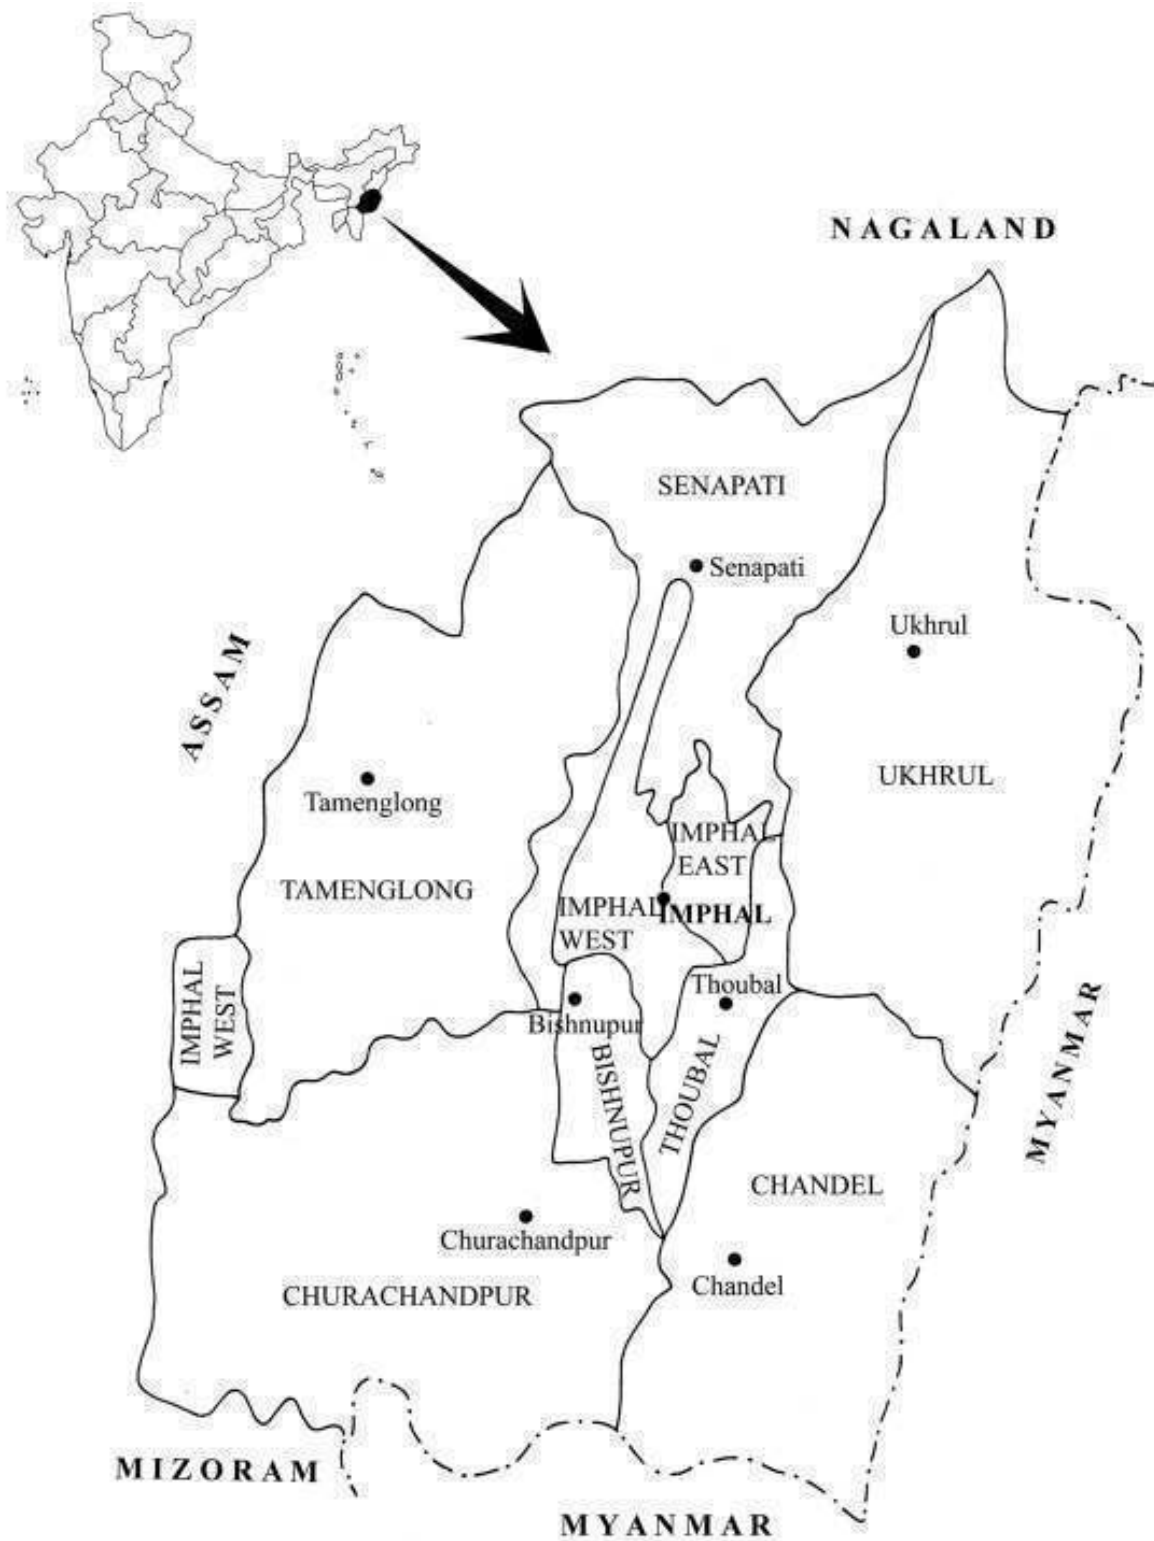 NAGALAND
SENAPATI
Senapati
Ukhrul
ASSAM
UKHRUL
Tamenglong
IMPHAL
EAST
TAMENGLONG
IMPHAL
WEST
IMPHAL
IMPHAL
WEST
Thoubal
Bishnupur
MYANMAR
BISHNUPUR
THOUBAL
CHANDEL
Churachandpur
Chandel
CHURACHANDPUR
MIZORAM
MYANMAR